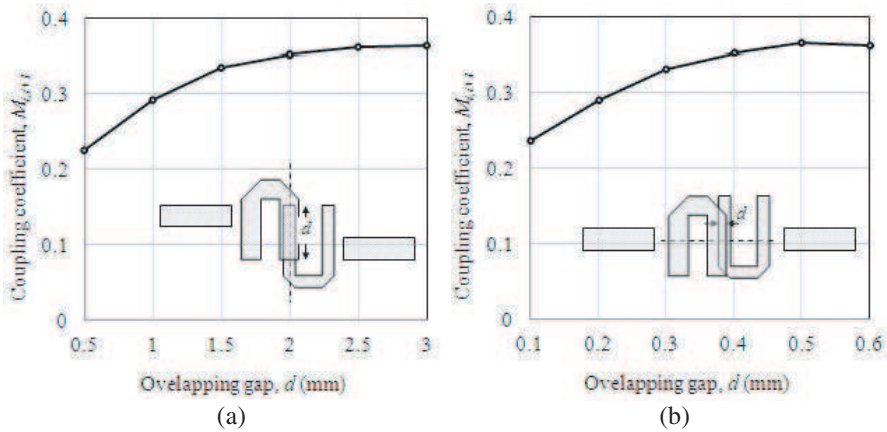 0.4
0.3
0.2
0.1
0
Coupling coefficient, M i,i+1
d
0.5 1 1.5 2 2.5 3
Ovelapping gap, d (mm)
(a)
0.4
0.3
0.2
0.1
0
Coupling coefficient, M i,i+1
d
0.1 0.2 0.3 0.4 0.5 0.6
Ovelapping gap, d (mm)
(b)